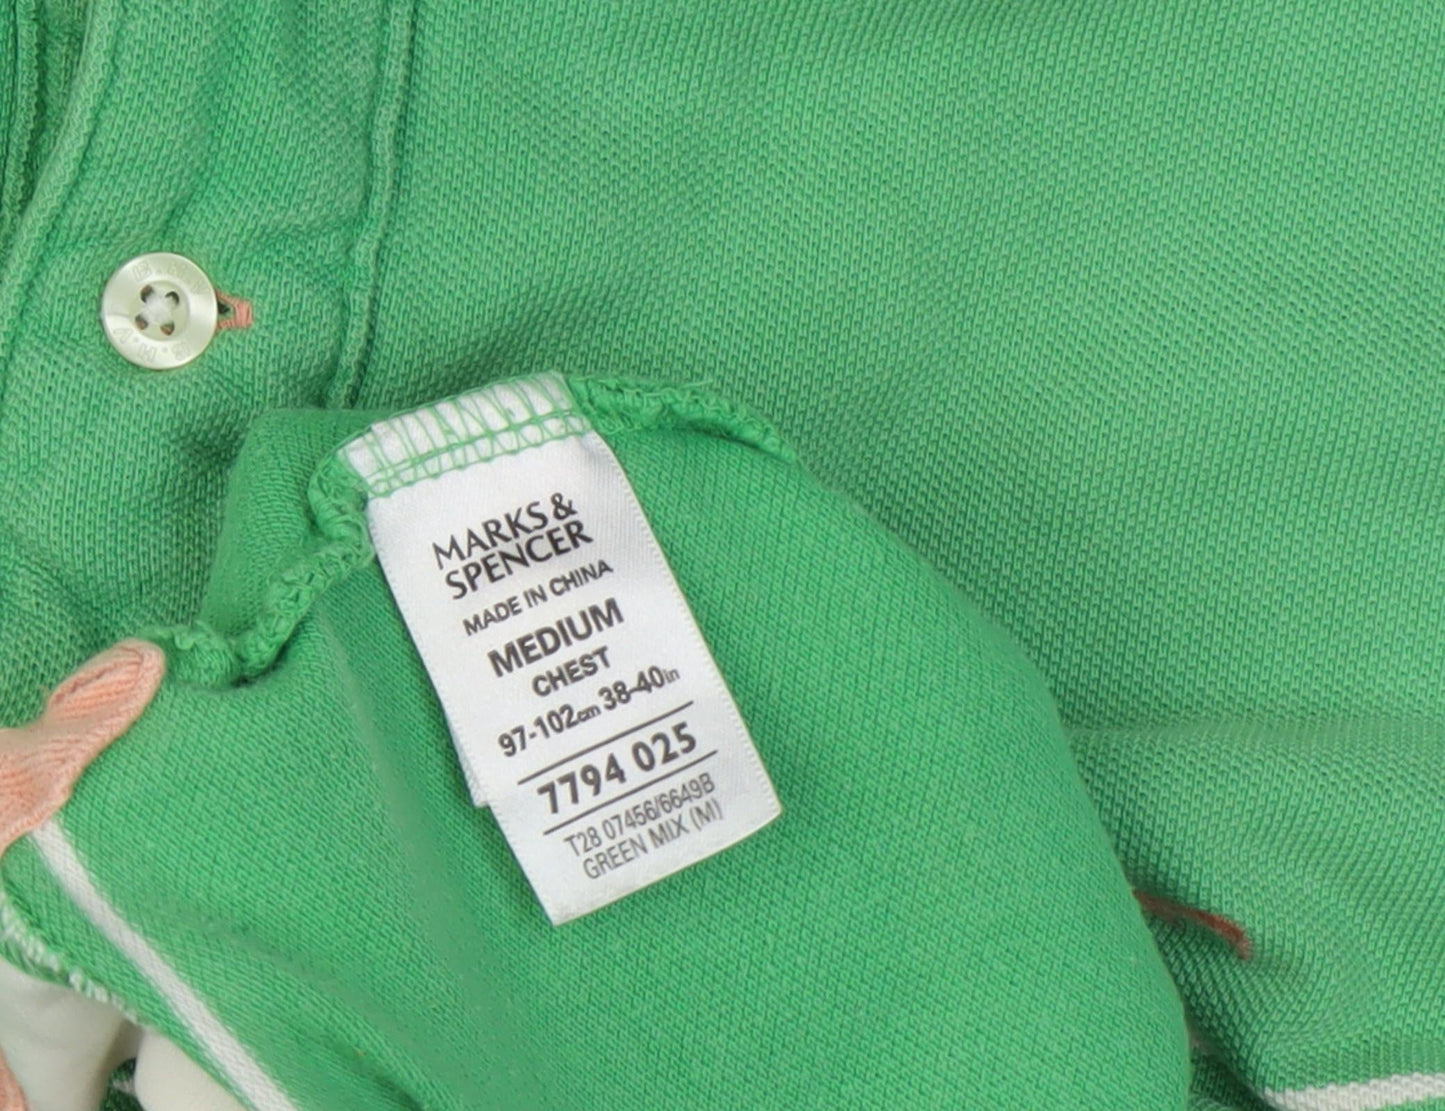 MARKS &
SPENCER
MADE IN CHINA
MEDIUM
CHEST
97-102cm 38-40in
7794 025
T28 07456/6649B
GREEN MIX (M)